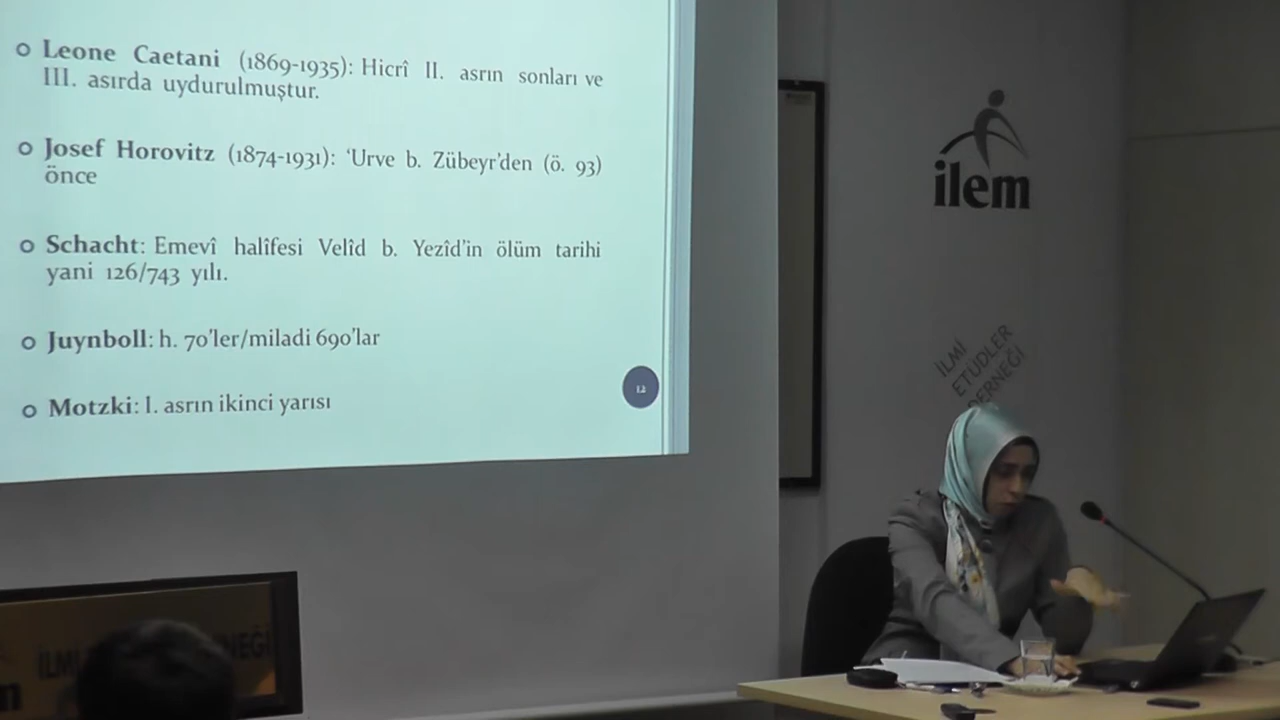 Leone Caetani (1869-1935): Hicrî II. asrın sonları ve
III. asırda uydurulmuştur.
Josef Horovitz (1874-1931): 'Urve b. Zübeyr'den (ö. 93)
önce
Schacht: Emevî halîfesi Velîd b. Yezîd'in ölüm tarihi
yani 126/743 yılı.
Juynboll: h. 70'ler/miladi 690'lar
Motzki: I. asrın ikinci yarısı
12
ilem
İLMİ
ETÜDLER
DERNEĞİ